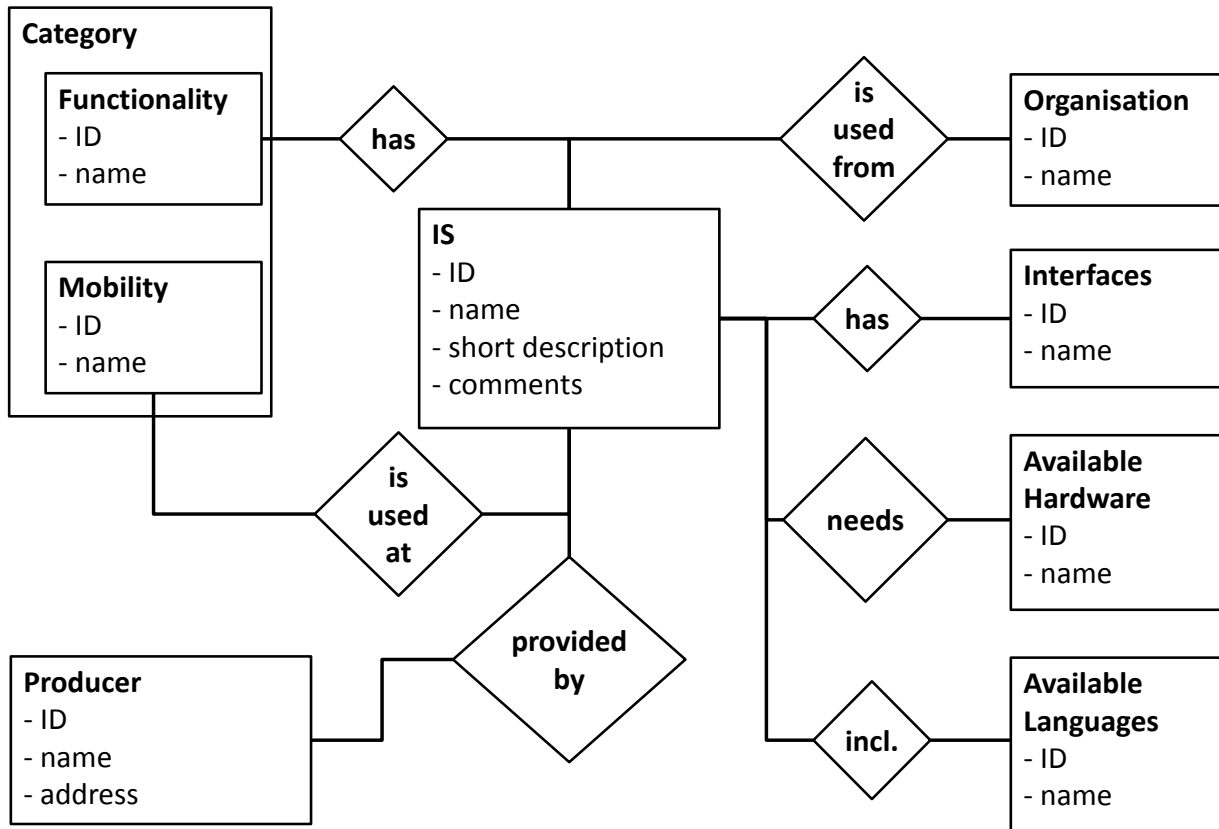 Category
Functionality
- ID
- name
has
is
used
from
Organisation
- ID
- name
IS
- ID
- name
- short description
- comments
Mobility
- ID
- name
has
Interfaces
- ID
- name
is
used
at
needs
Available
Hardware
- ID
- name
provided
by
Producer
- ID
- name
- address
incl.
Available
Languages
- ID
- name